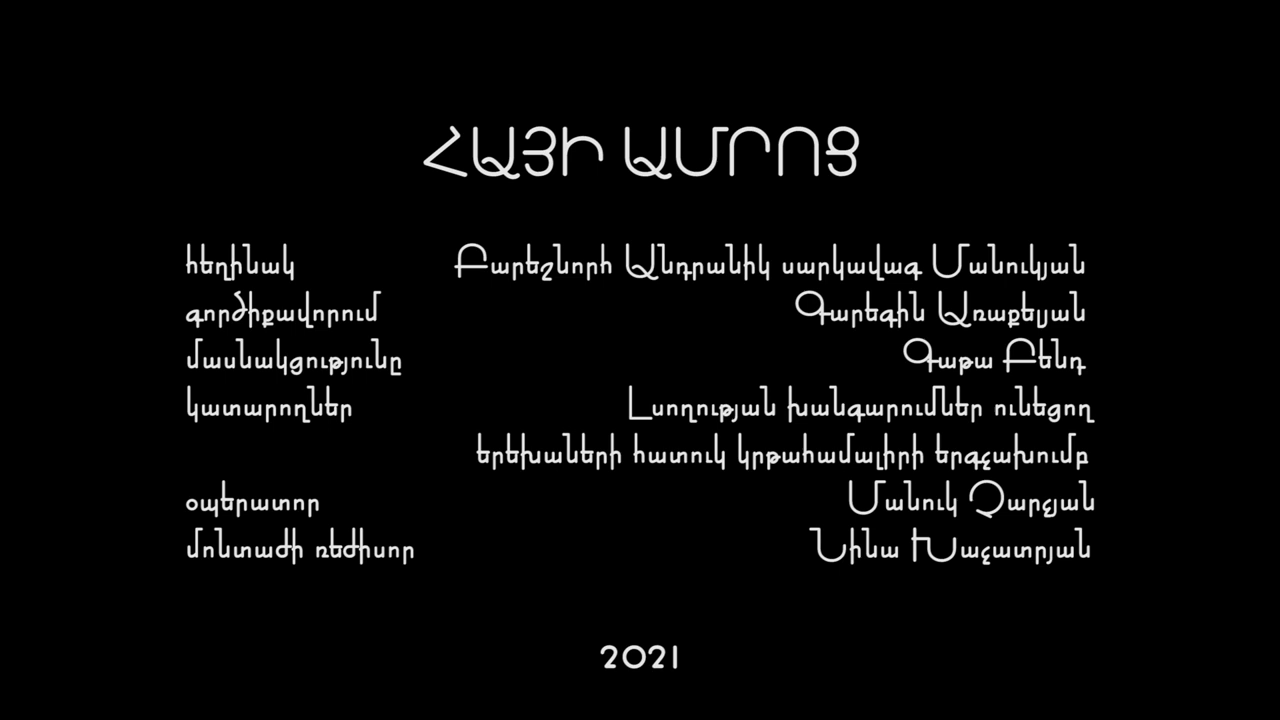 ՀԱՅԻ ԱՄՐՈՑ
հեղինակ Բարեշնորհ Անդրանիկ սարկավագ Մանուկյան
գործիքավորում Գարեգին Առաքելյան
մասնակցությունը Գաթա Բենդ
կատարողներ Լսողության խանգարումներ ունեցող
երեխաների հատուկ կրթահամալիրի երգչախումբ
օպերատոր Մանուկ Չարչյան
մոնտաժի ռեժիսոր Նինա Խաչատրյան
2021